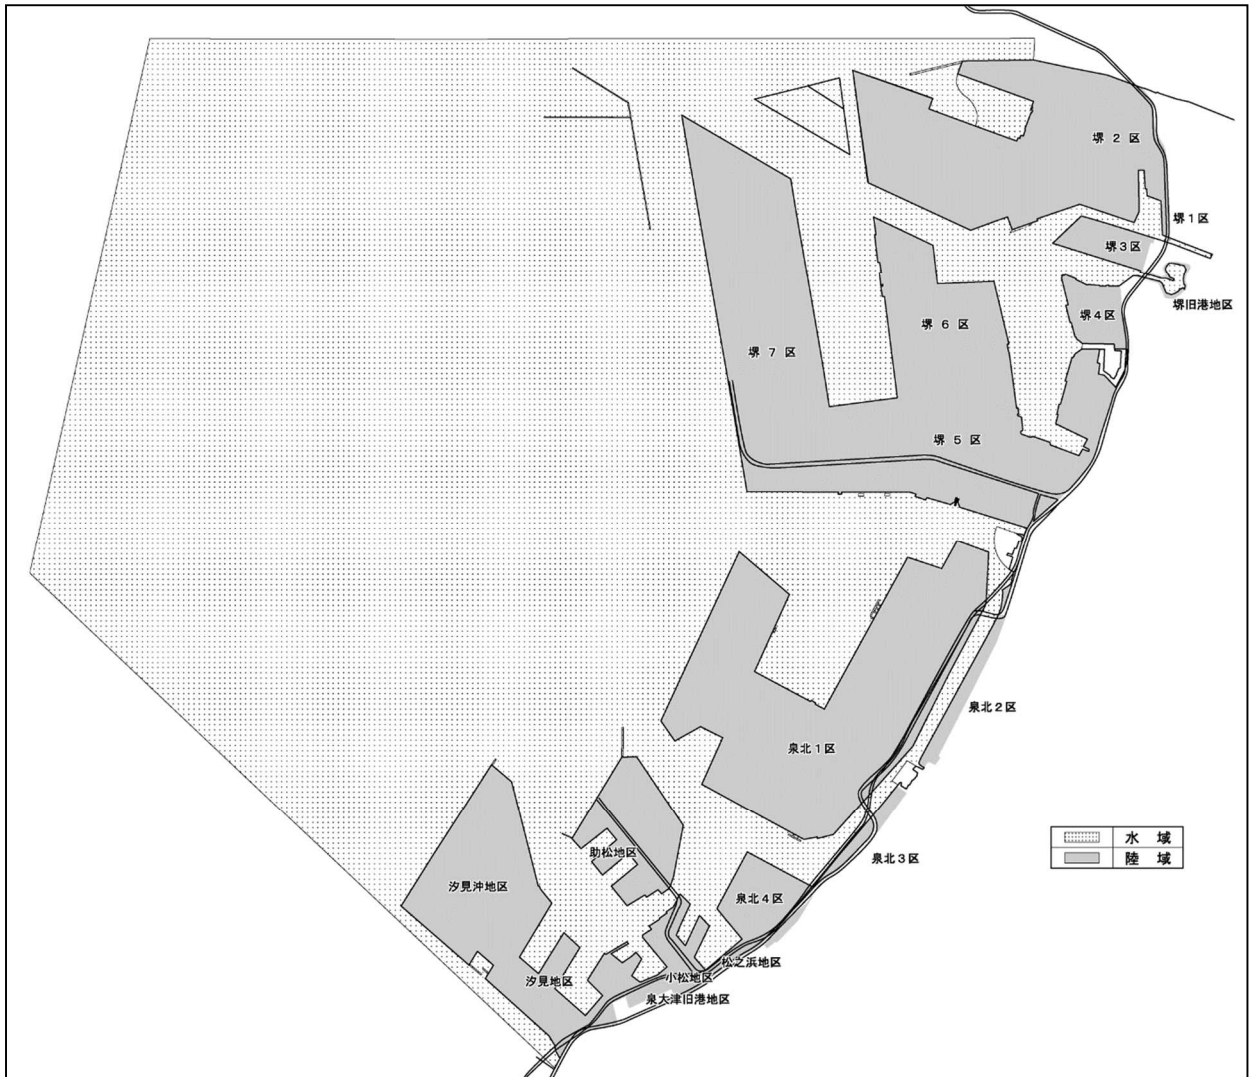 堺 2 区
堺1区
堺3区
堺旧港地区
堺4区
堺 6 区
堺 7 区
堺 5 区
泉北2区
泉北1区
水 域
陸 域
助松地区
泉北3区
汐見沖地区
泉北4区
松之浜地区
汐見地区
小松地区
泉大津旧港地区